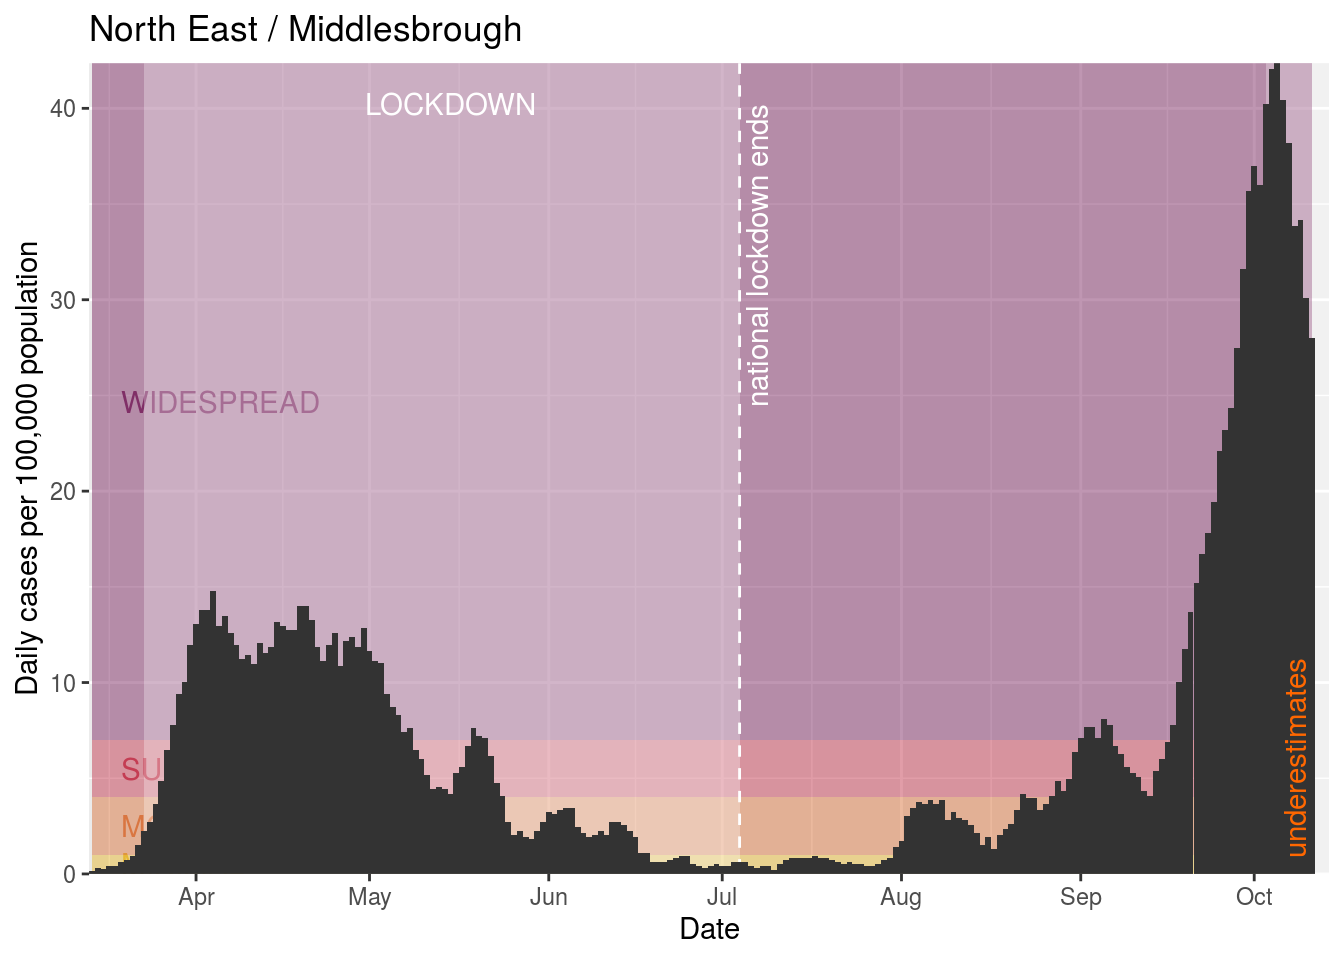 North East / Middlesbrough
Daily cases per 100,000 population
40
30
20
10
0
LOCKDOWN
national lockdown ends
WIDESPREAD
SU
underestimates
Apr
May
Jun
Jul
Aug
Sep
Oct
Date